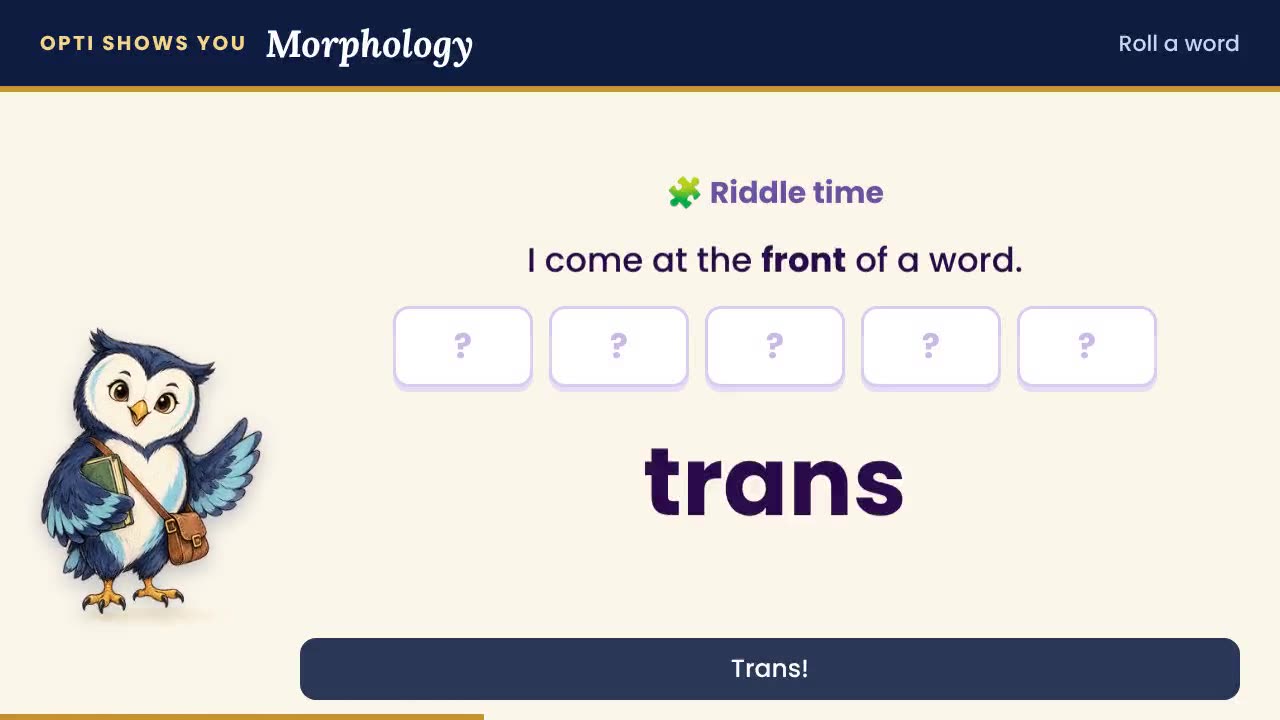 OPTI SHOWS YOU Morphology
Roll a word
🧩 Riddle time
I come at the front of a word.
? ? ? ? ?
trans
Trans!